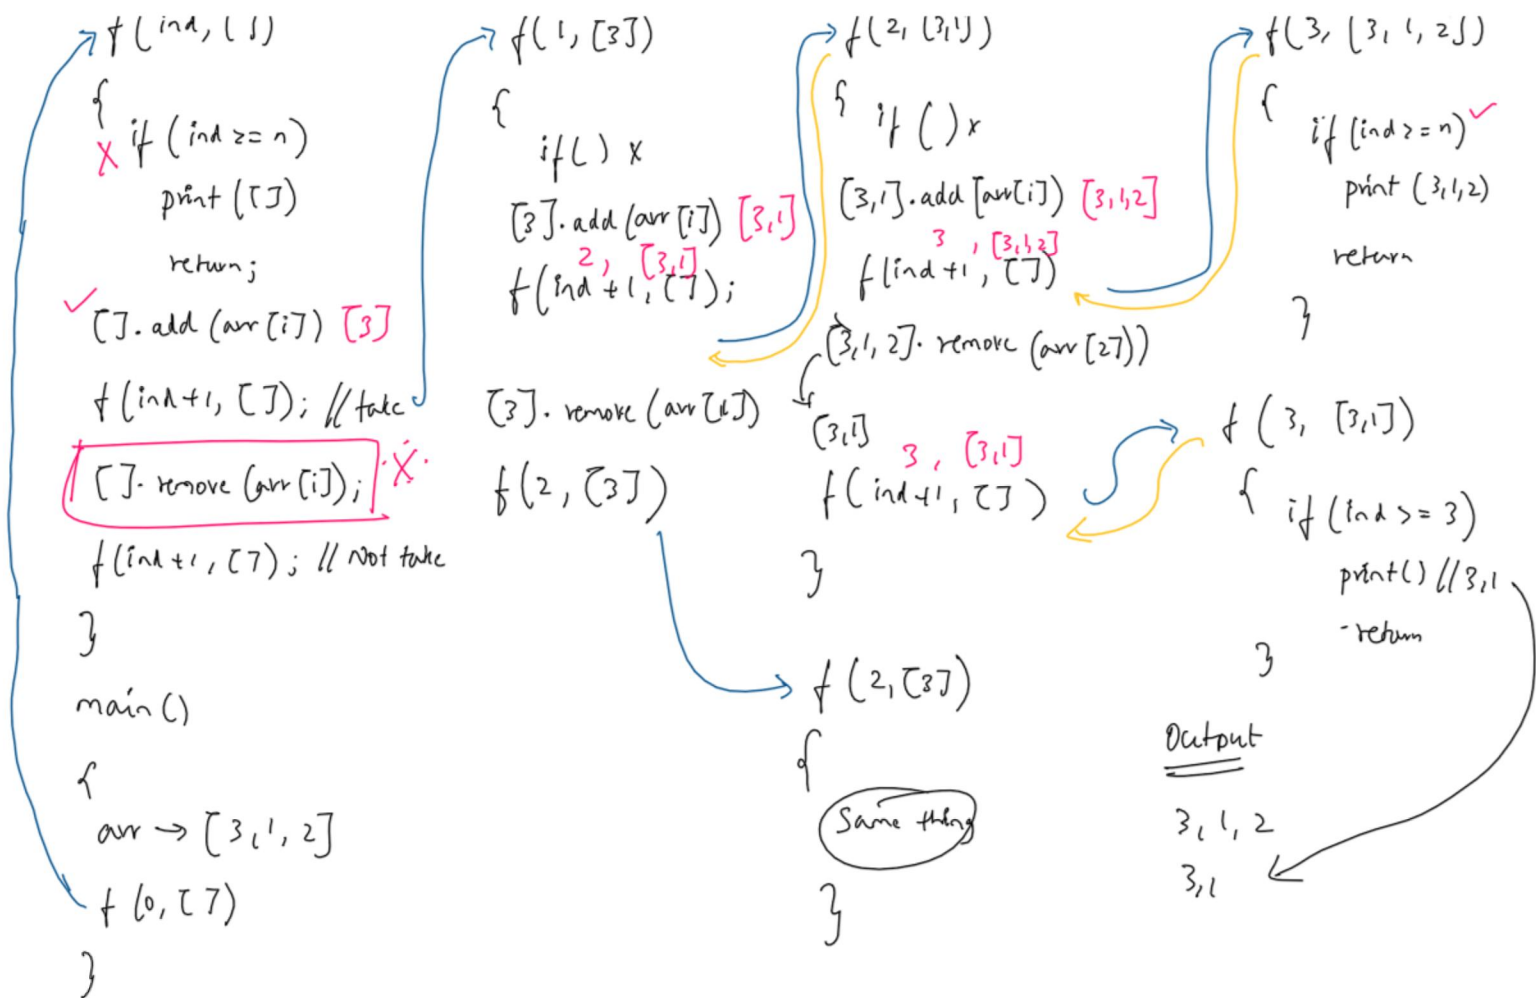 f(ind, [])
{
if (ind >= n)
x
print ([])
return;
[].add (arr[i]) [3]
f(ind+1, []); // take
[].remove (arr[i]); x
f(ind+1, []); // Not take
}
main()
{
arr → [3, 1, 2]
f(0, [])
}
f(1, [3])
{
if() x
[3].add (arr[i]) [3,1]
2, [3,1]
f(ind+1, []);
[3].remove (arr[1])
f(2, [3])
f(2, [3,1])
{
if () x
[3,1].add [arr[i]) [3,1,2]
3, [3,1,2]
f(ind+1, [])
[3,1,2].remove (arr[2]))
[3,1]
3, [3,1]
f(ind+1, [])
}
f(2, [3])
{
Same thing
}
f(3, [3, 1, 2])
{
if (ind >= n)
print (3,1,2)
return
}
f(3, [3,1])
{
if (ind >= 3)
print() // 3,1
return
}
Output
3, 1, 2
3,1